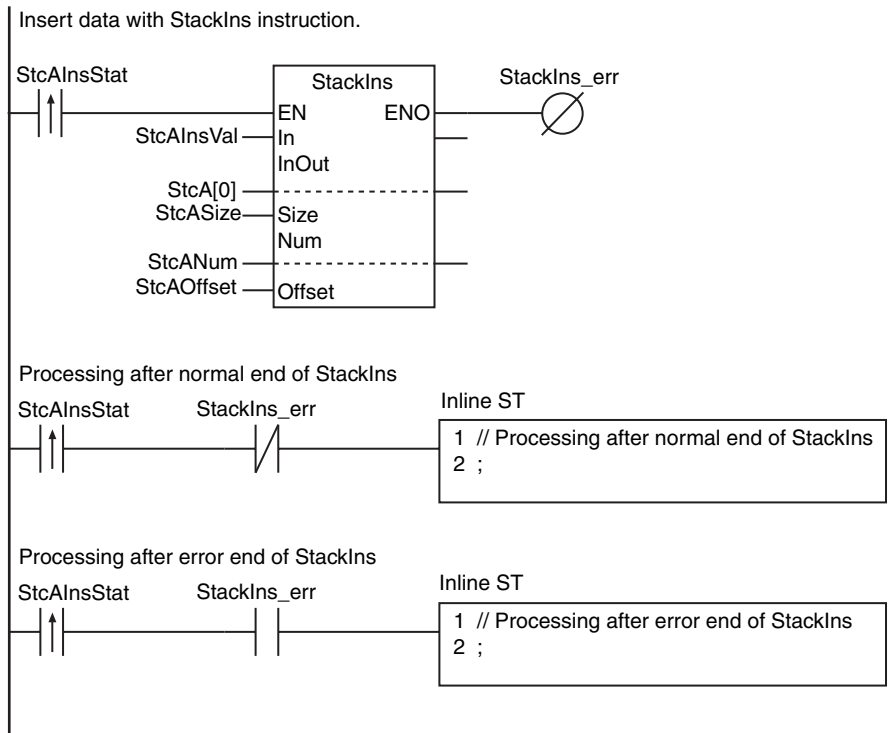 Insert data with StackIns instruction.
StcAInsStat
StackIns
StackIns_err
EN ENO
StcAInsVal In
InOut
StcA[0]
StcASize Size
Num
StcANum
StcAOffset Offset
Processing after normal end of StackIns
StcAInsStat StackIns_err Inline ST
1 // Processing after normal end of StackIns
2 ;
Processing after error end of StackIns
StcAInsStat StackIns_err Inline ST
1 // Processing after error end of StackIns
2 ;